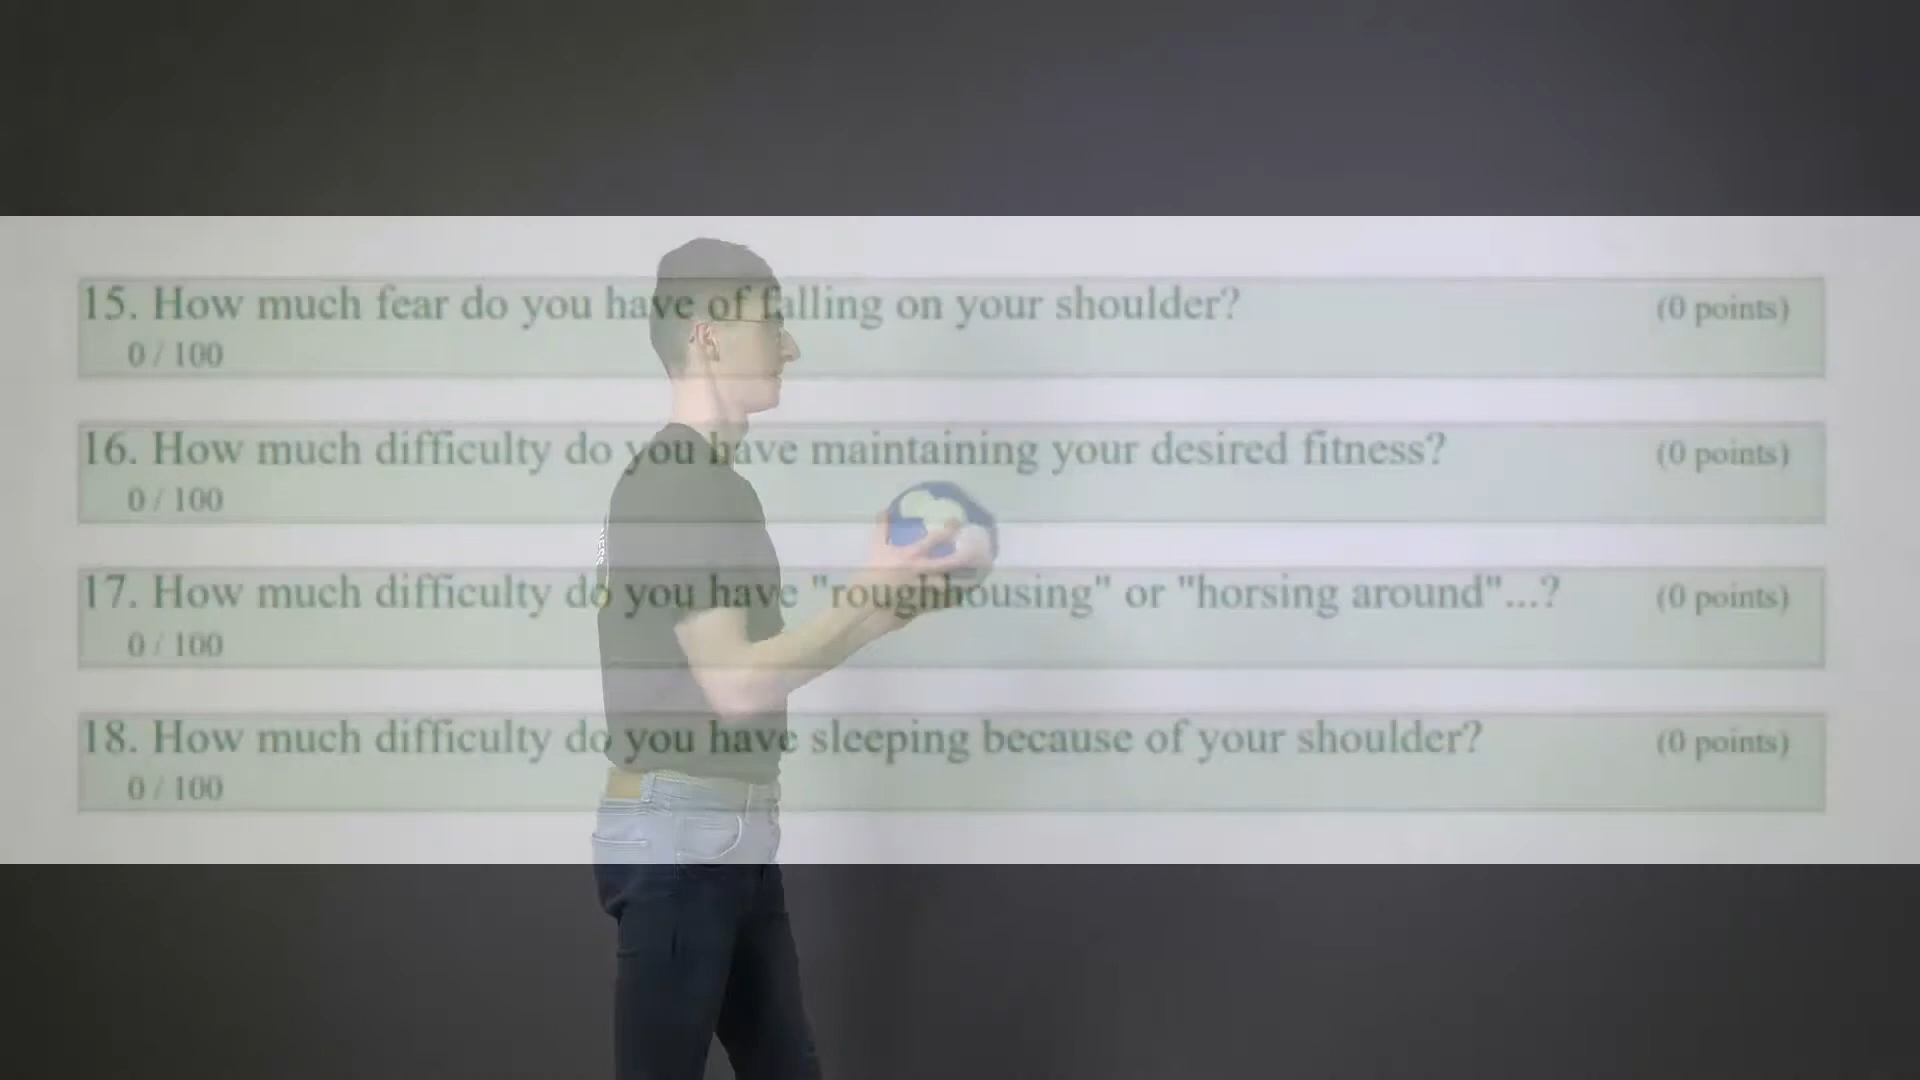 15. How much fear do you have of falling on your shoulder? (0 points)
0 / 100
16. How much difficulty do you have maintaining your desired fitness? (0 points)
0 / 100
17. How much difficulty do you have "roughhousing" or "horsing around"...? (0 points)
0 / 100
18. How much difficulty do you have sleeping because of your shoulder? (0 points)
0 / 100